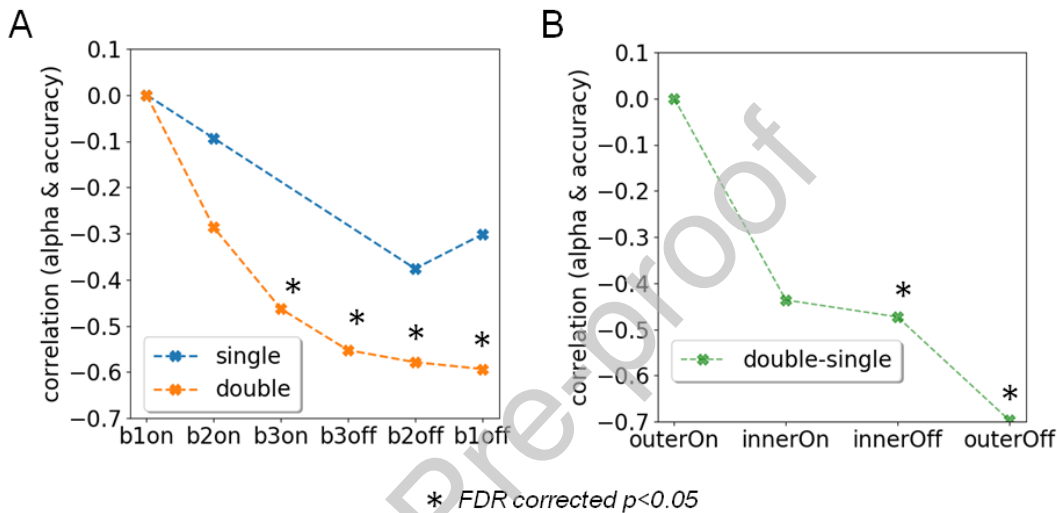 A
B
0.1
0.0
−0.1
−0.2
−0.3
−0.4
−0.5
−0.6
−0.7
correlation (alpha & accuracy)
single
double
b1on b2on b3on b3off b2off b1off
* * * *
0.1
0.0
−0.1
−0.2
−0.3
−0.4
−0.5
−0.6
−0.7
correlation (alpha & accuracy)
double-single
outerOn innerOn innerOff outerOff
* *
* FDR corrected p<0.05
Pre-proof